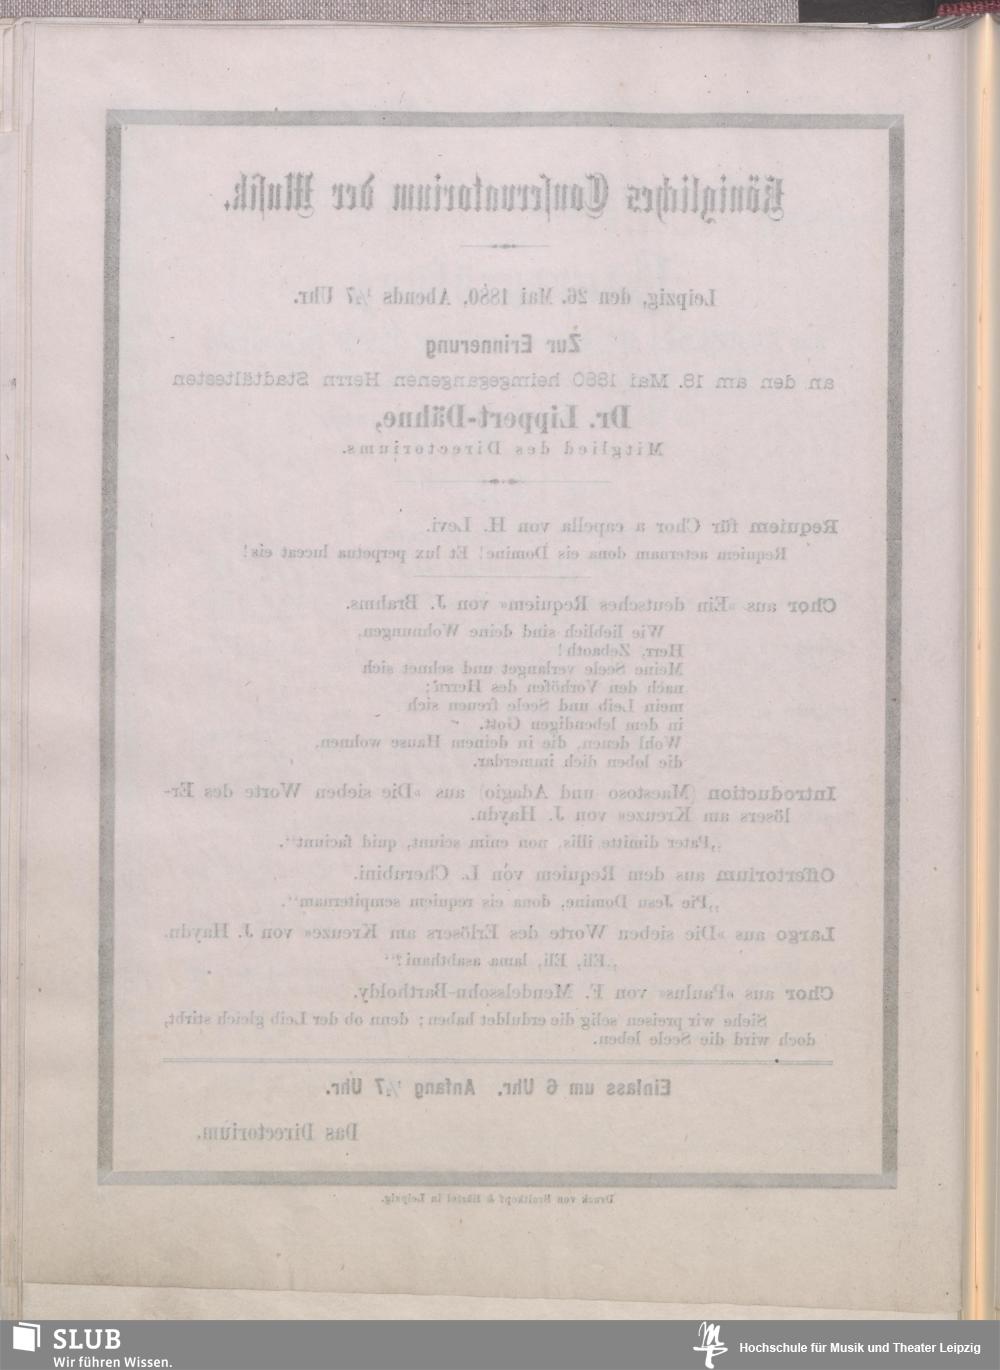 Königliches Conservatorium der Musik.
Leipzig, den 26. Mai 1880, Abends ½7 Uhr.
Zur Erinnerung
an den am 18. Mai 1880 heimgegangenen Herrn Stadtältesten
Dr. Lippert-Dähne,
Mitglied des Directoriums.
Requiem für Chor a capella von H. Levi.
Requiem aeternam dona eis Domine! Et lux perpetua luceat eis!
Chor aus »Ein deutsches Requiem« von J. Brahms.
Wie lieblich sind deine Wohnungen,
Herr, Zebaoth!
Meine Seele verlanget und sehnet sich
nach den Vorhöfen des Herrn;
mein Leib und Seele freuen sich
in dem lebendigen Gott.
Wohl denen, die in deinem Hause wohnen,
die loben dich immerdar.
Introduction (Maestoso und Adagio) aus »Die sieben Worte des Er-
lösers am Kreuze« von J. Haydn.
„Pater dimitte illis, non enim sciunt, quid faciunt“.
Offertorium aus dem Requiem von L. Cherubini.
„Pie Jesu Domine, dona eis requiem sempiternam“.
Largo aus »Die sieben Worte des Erlösers am Kreuze« von J. Haydn.
„Eli, Eli, lama asabthani?“
Chor aus »Paulus« von F. Mendelssohn-Bartholdy.
Siehe wir preisen selig die erduldet haben; denn ob der Leib gleich stirbt,
doch wird die Seele leben.
Einlass um 6 Uhr. Anfang ½7 Uhr.
Das Directorium.
Druck von Breitkopf & Härtel in Leipzig.
SLUB
Wir führen Wissen.
Hochschule für Musik und Theater Leipzig